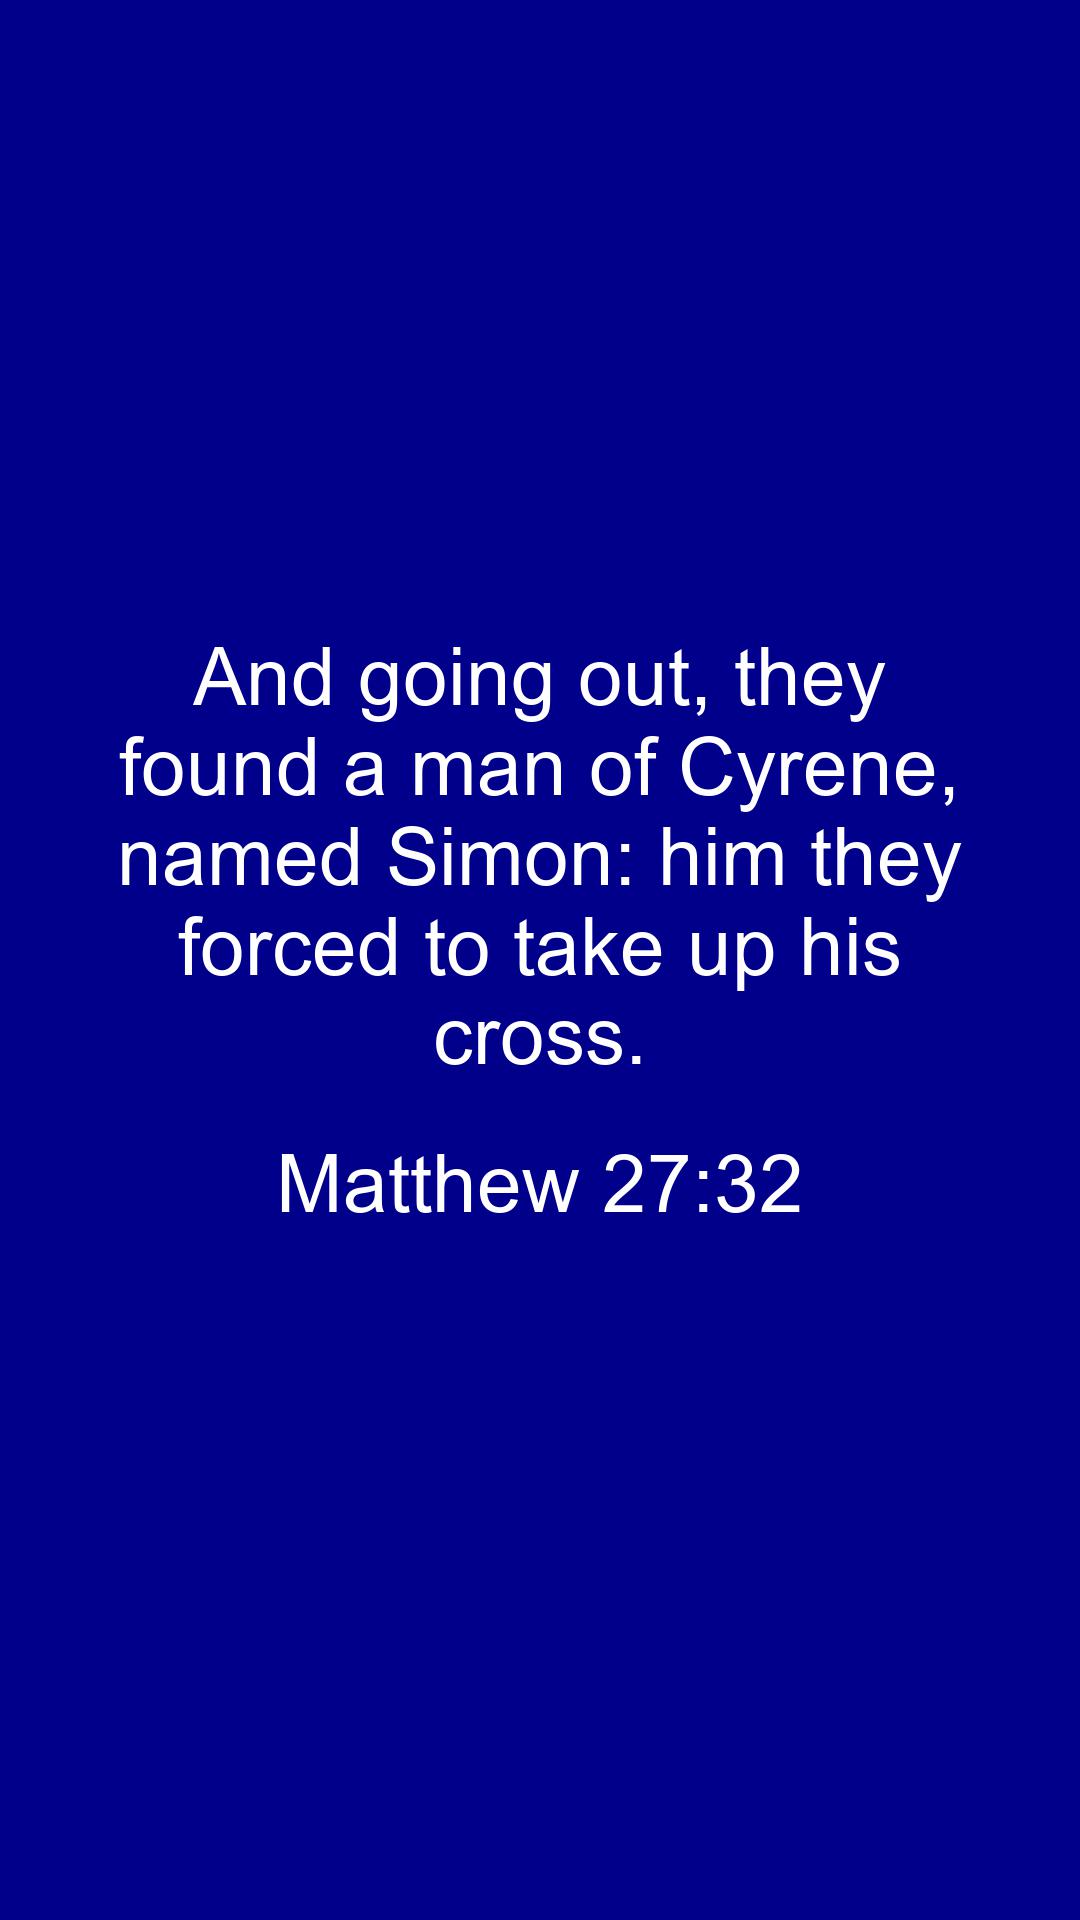 And going out, they
found a man of Cyrene,
named Simon: him they
forced to take up his
cross.
Matthew 27:32